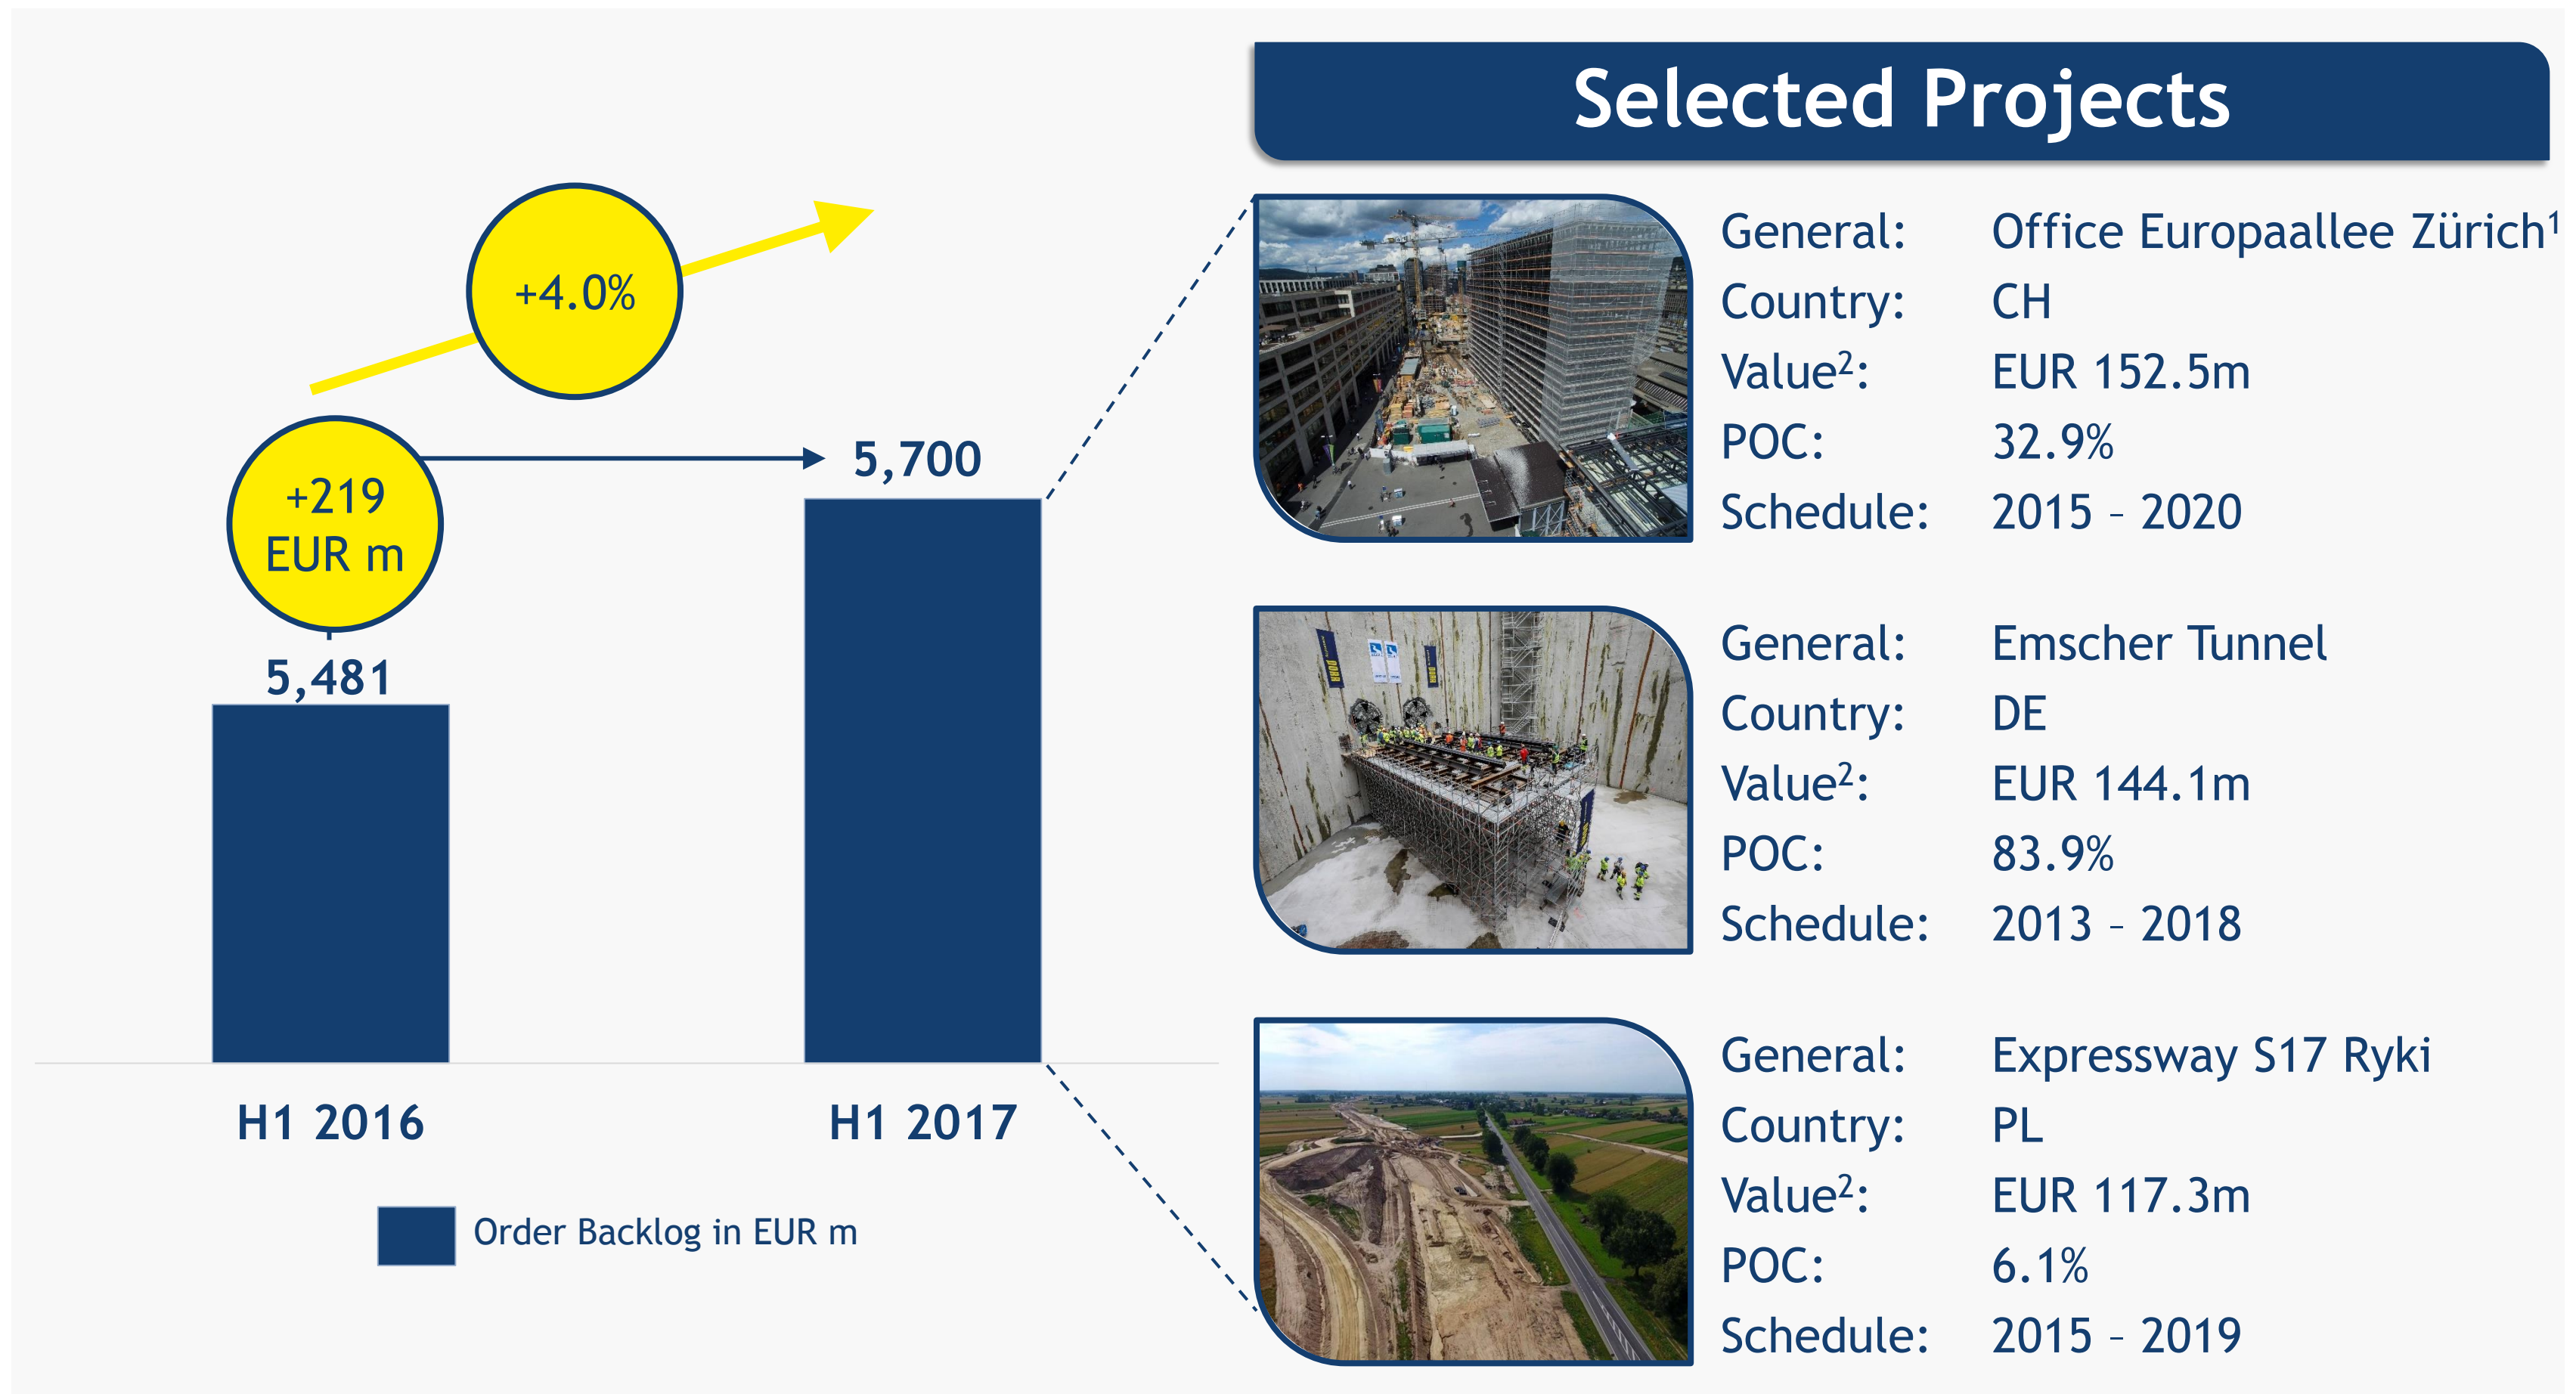 Selected Projects
+4.0%
+219
EUR m
5,481
5,700
H1 2016
H1 2017
Order Backlog in EUR m
General: Office Europaallee Zürich¹
Country: CH
Value²: EUR 152.5m
POC: 32.9%
Schedule: 2015 – 2020
General: Emscher Tunnel
Country: DE
Value²: EUR 144.1m
POC: 83.9%
Schedule: 2013 – 2018
General: Expressway S17 Ryki
Country: PL
Value²: EUR 117.3m
POC: 6.1%
Schedule: 2015 – 2019